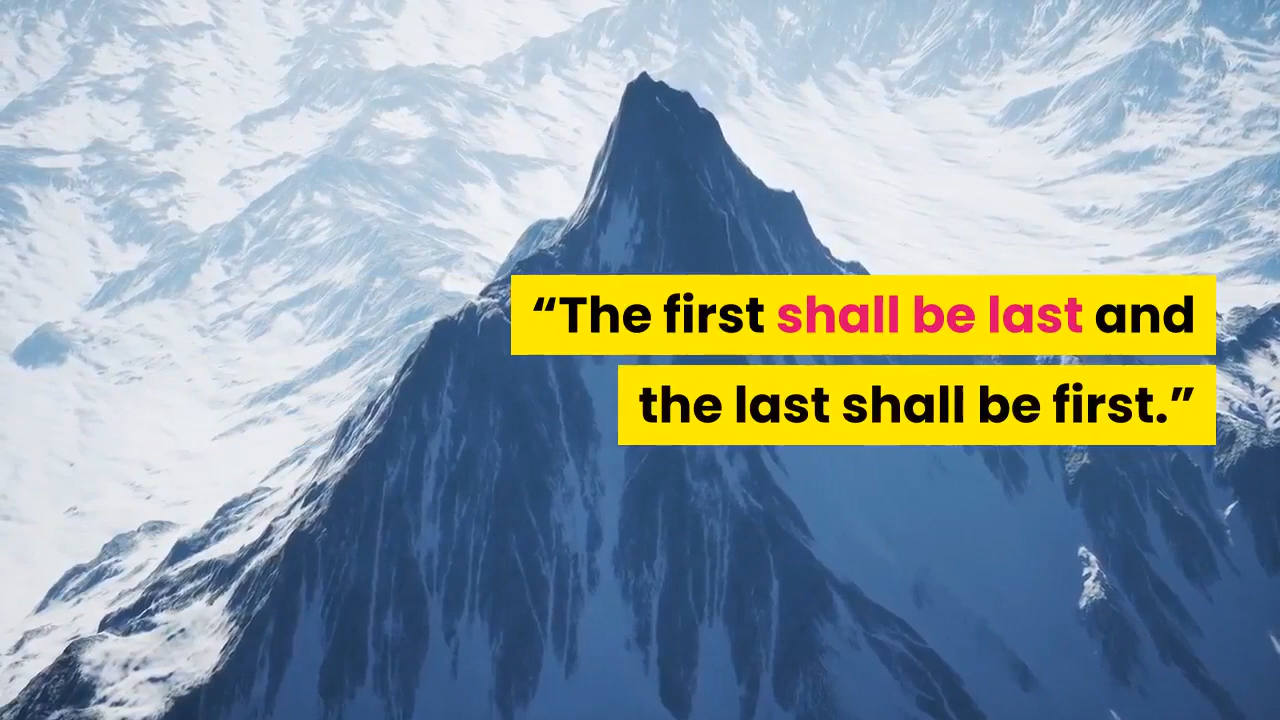 “The first shall be last and
the last shall be first.”